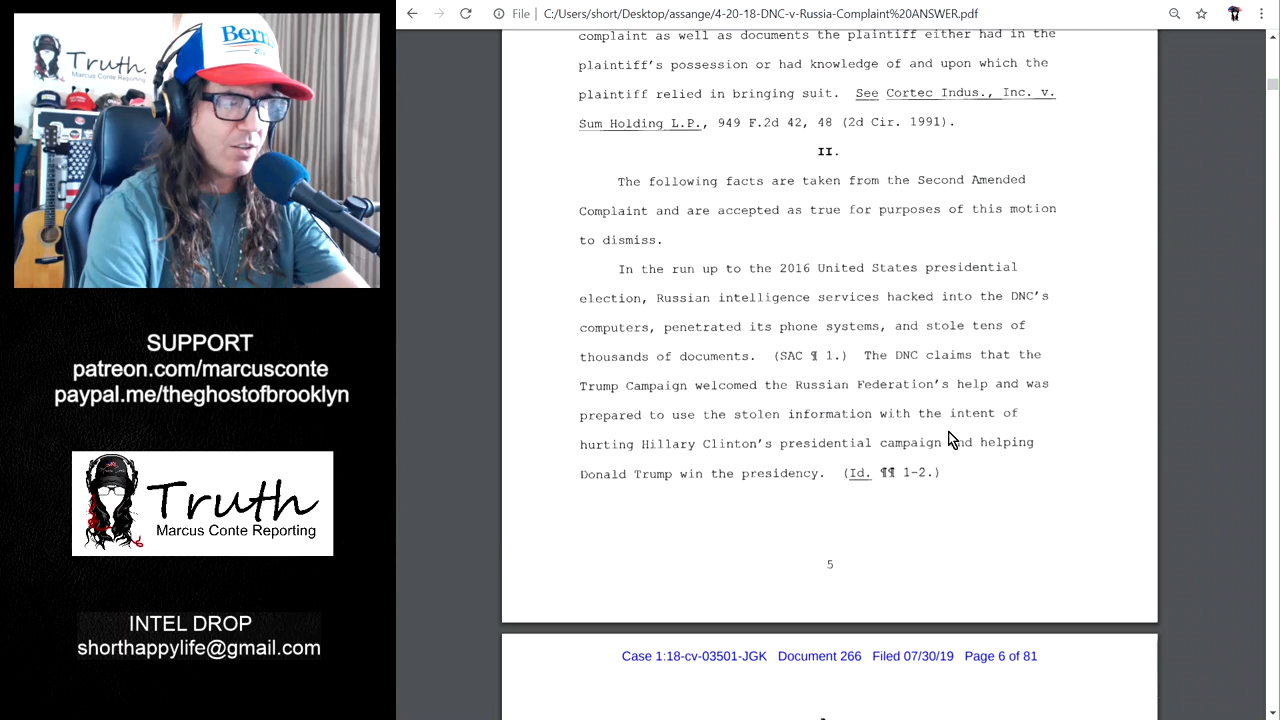 Bern
Truth.
Marcus Conte Reporting
SUPPORT
patreon.com/marcusconte
paypal.me/theghostofbrooklyn
Truth
Marcus Conte Reporting
INTEL DROP
shorthappylife@gmail.com
File | C:/Users/short/Desktop/assange/4-20-18-DNC-v-Russia-Complaint%20ANSWER.pdf
complaint as well as documents the plaintiff either had in the
plaintiff's possession or had knowledge of and upon which the
plaintiff relied in bringing suit. See Cortec Indus., Inc. v.
Sum Holding L.P., 949 F.2d 42, 48 (2d Cir. 1991).
II.
The following facts are taken from the Second Amended
Complaint and are accepted as true for purposes of this motion
to dismiss.
In the run up to the 2016 United States presidential
election, Russian intelligence services hacked into the DNC's
computers, penetrated its phone systems, and stole tens of
thousands of documents. (SAC ¶ 1.) The DNC claims that the
Trump Campaign welcomed the Russian Federation's help and was
prepared to use the stolen information with the intent of
hurting Hillary Clinton's presidential campaign and helping
Donald Trump win the presidency. (Id. ¶¶ 1-2.)
5
Case 1:18-cv-03501-JGK Document 266 Filed 07/30/19 Page 6 of 81